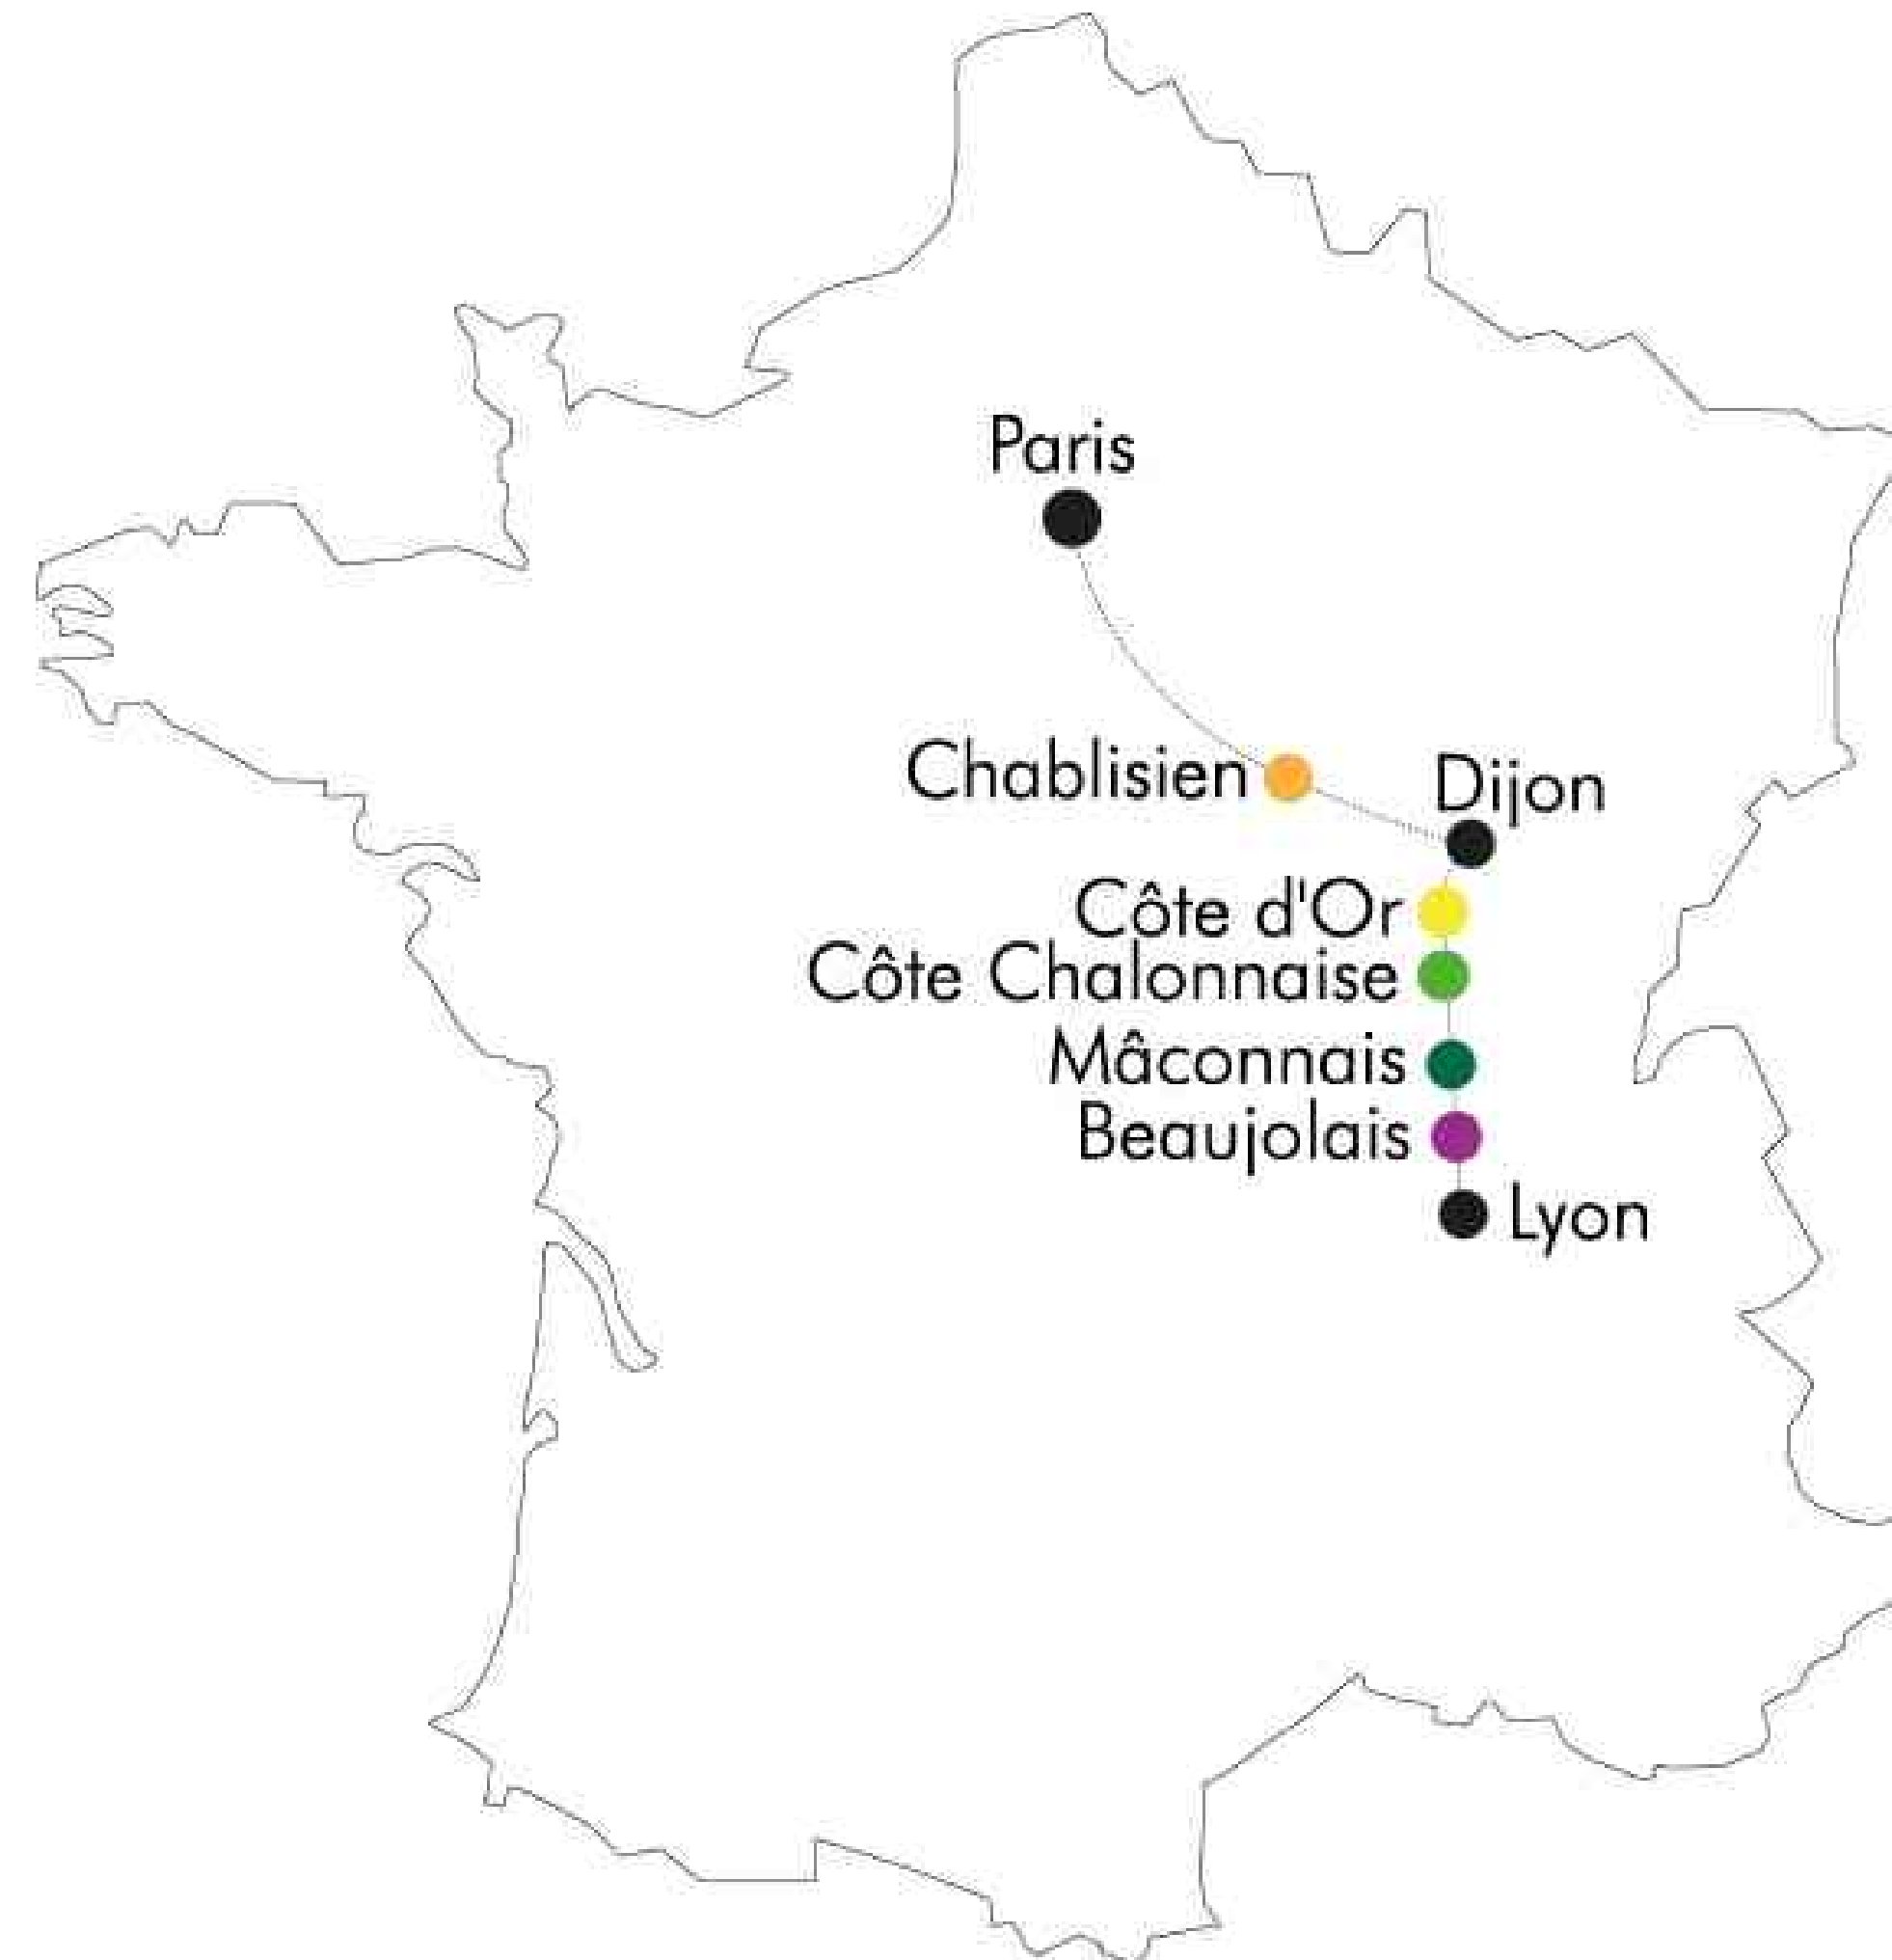 Paris
Chablisien
Dijon
Côte d'Or
Côte Chalonnaise
Mâconnais
Beaujolais
Lyon